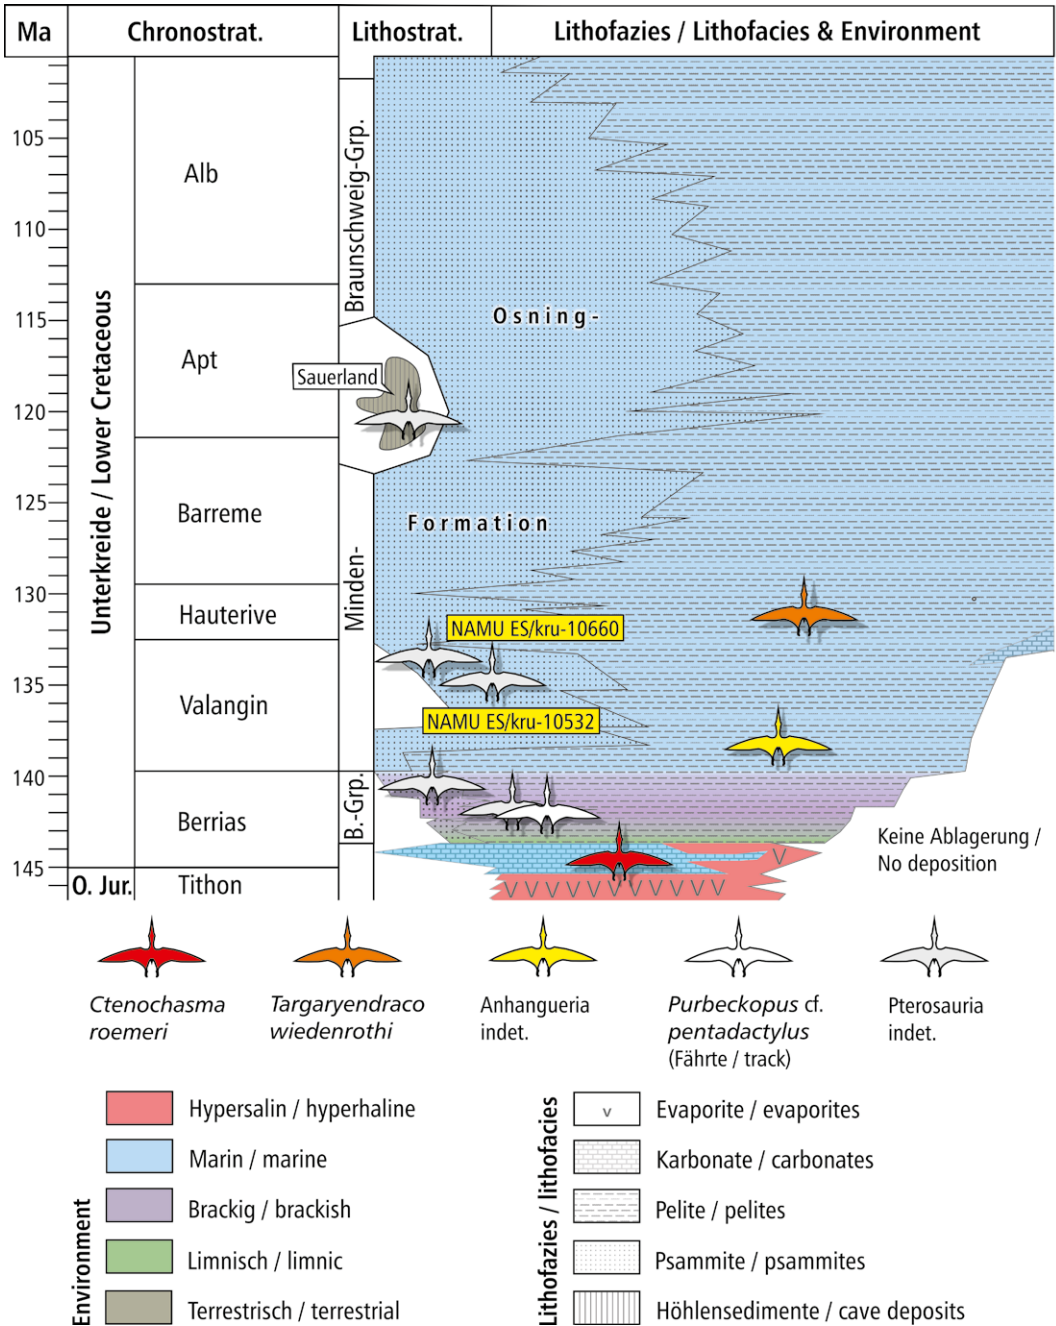 Ma
Chronostrat.
Lithostrat.
Lithofazies / Lithofacies & Environment
105
110
115
120
125
130
135
140
145
Unterkreide / Lower Cretaceous
O. Jur.
Alb
Apt
Barreme
Hauterive
Valangin
Berrias
Tithon
Braunschweig-Grp.
Minden-
B.-Grp.
Osning-
Sauerland
Formation
NAMU ES/kru-10660
NAMU ES/kru-10532
Keine Ablagerung /
No deposition
V
V V V V V V V V V V V
Ctenochasma
roemeri
Targaryendraco
wiedenrothi
Anhangueria
indet.
Purbeckopus cf.
pentadactylus
(Fährte / track)
Pterosauria
indet.
Environment
Hypersalin / hyperhaline
Marin / marine
Brackig / brackish
Limnisch / limnic
Terrestrisch / terrestrial
Lithofazies / lithofacies
v
Evaporite / evaporites
Karbonate / carbonates
Pelite / pelites
Psammite / psammites
Höhlensedimente / cave deposits